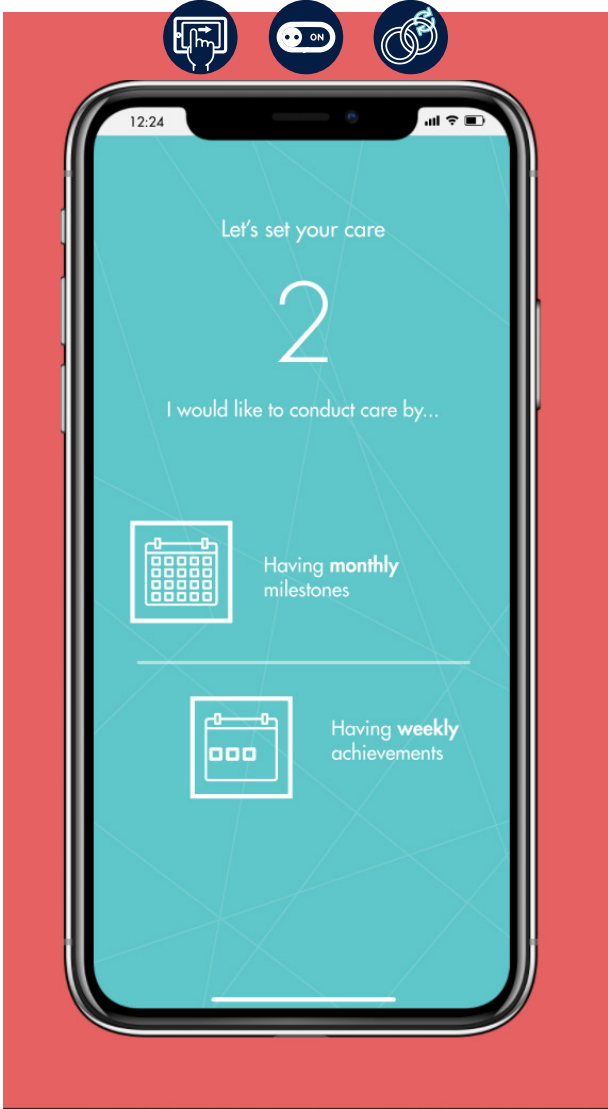 ON
12:24
Let's set your care
2
I would like to conduct care by...
Having monthly
milestones
Having weekly
achievements